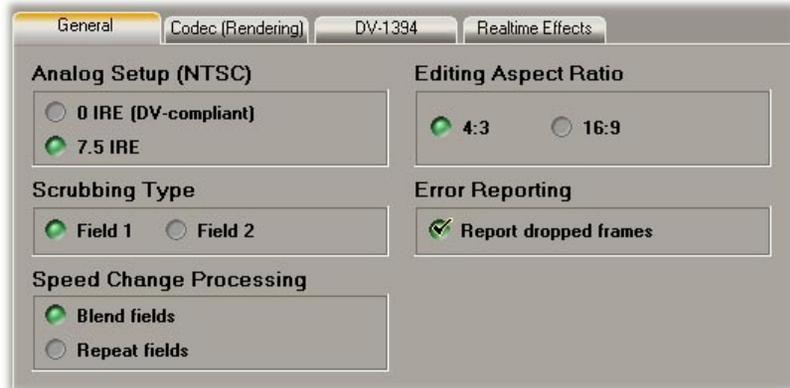 General
Codec (Rendering)
DV-1394
Realtime Effects
Analog Setup (NTSC)
0 IRE (DV-compliant)
7.5 IRE
Editing Aspect Ratio
4:3
16:9
Scrubbing Type
Field 1
Field 2
Error Reporting
Report dropped frames
Speed Change Processing
Blend fields
Repeat fields